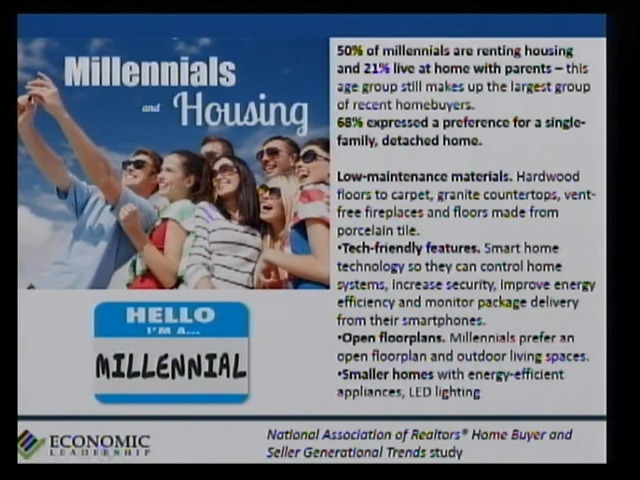 Millennials
and Housing
50% of millennials are renting housing
and 21% live at home with parents – this
age group still makes up the largest group
of recent homebuyers.
68% expressed a preference for a single-
family, detached home.
Low-maintenance materials. Hardwood
floors to carpet, granite countertops, vent-
free fireplaces and floors made from
porcelain tile.
•Tech-friendly features. Smart home
technology so they can control home
systems, increase security, improve energy
efficiency and monitor package delivery
from their smartphones.
•Open floorplans. Millennials prefer an
open floorplan and outdoor living spaces.
•Smaller homes with energy-efficient
appliances, LED lighting
HELLO
I'M A...
MILLENNIAL
ECONOMIC
LEADERSHIP
National Association of Realtors® Home Buyer and
Seller Generational Trends study